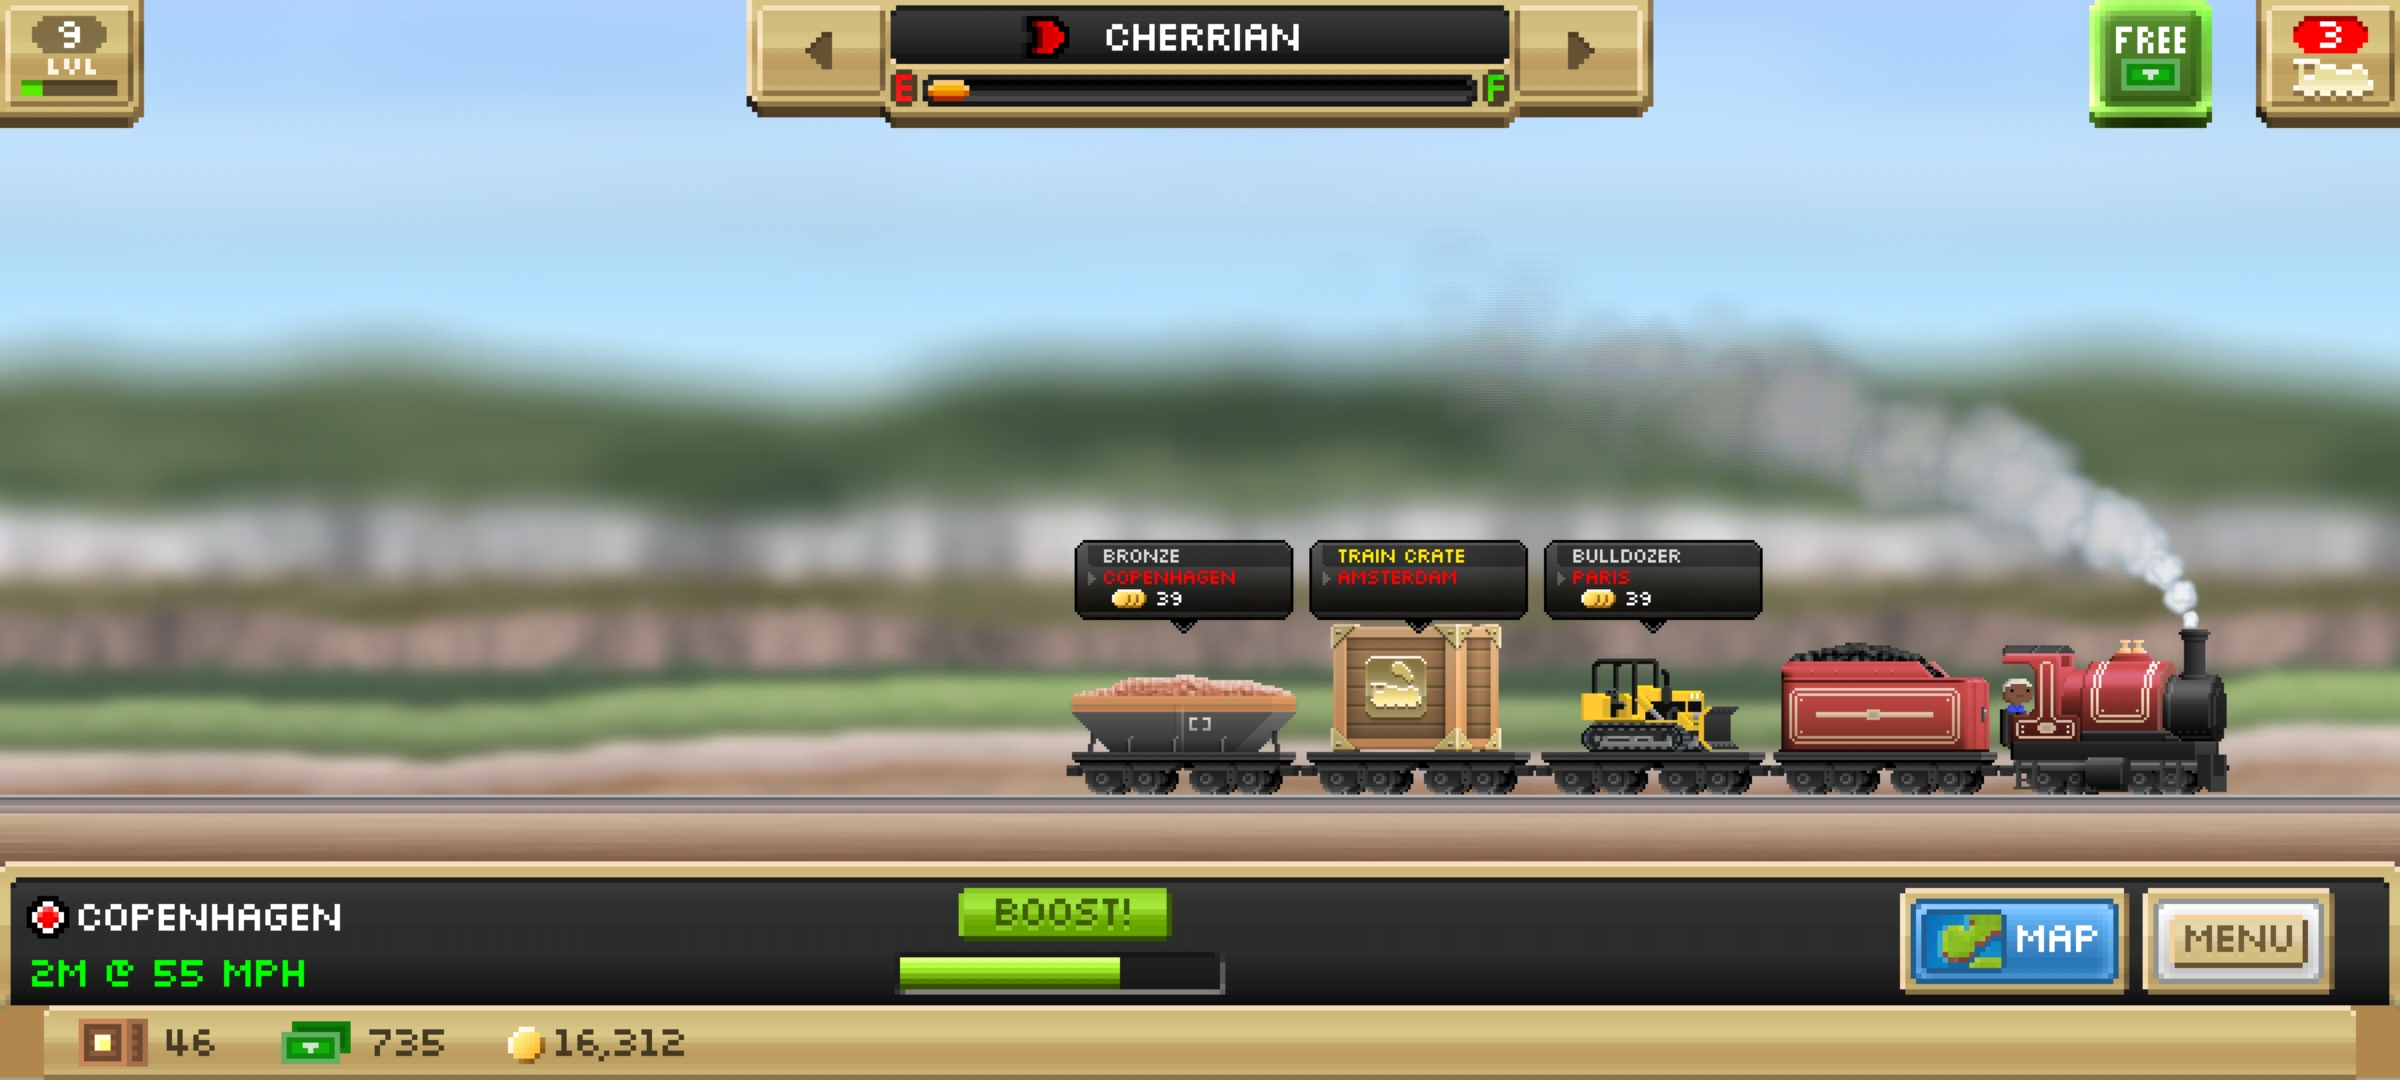 9
LVL
CHERRIAN
E F
FREE
3
BRONZE
COPENHAGEN
39
TRAIN CRATE
AMSTERDAM
BULLDOZER
PARIS
39
COPENHAGEN
2M @ 55 MPH
BOOST!
MAP
MENU
46
735
16,312